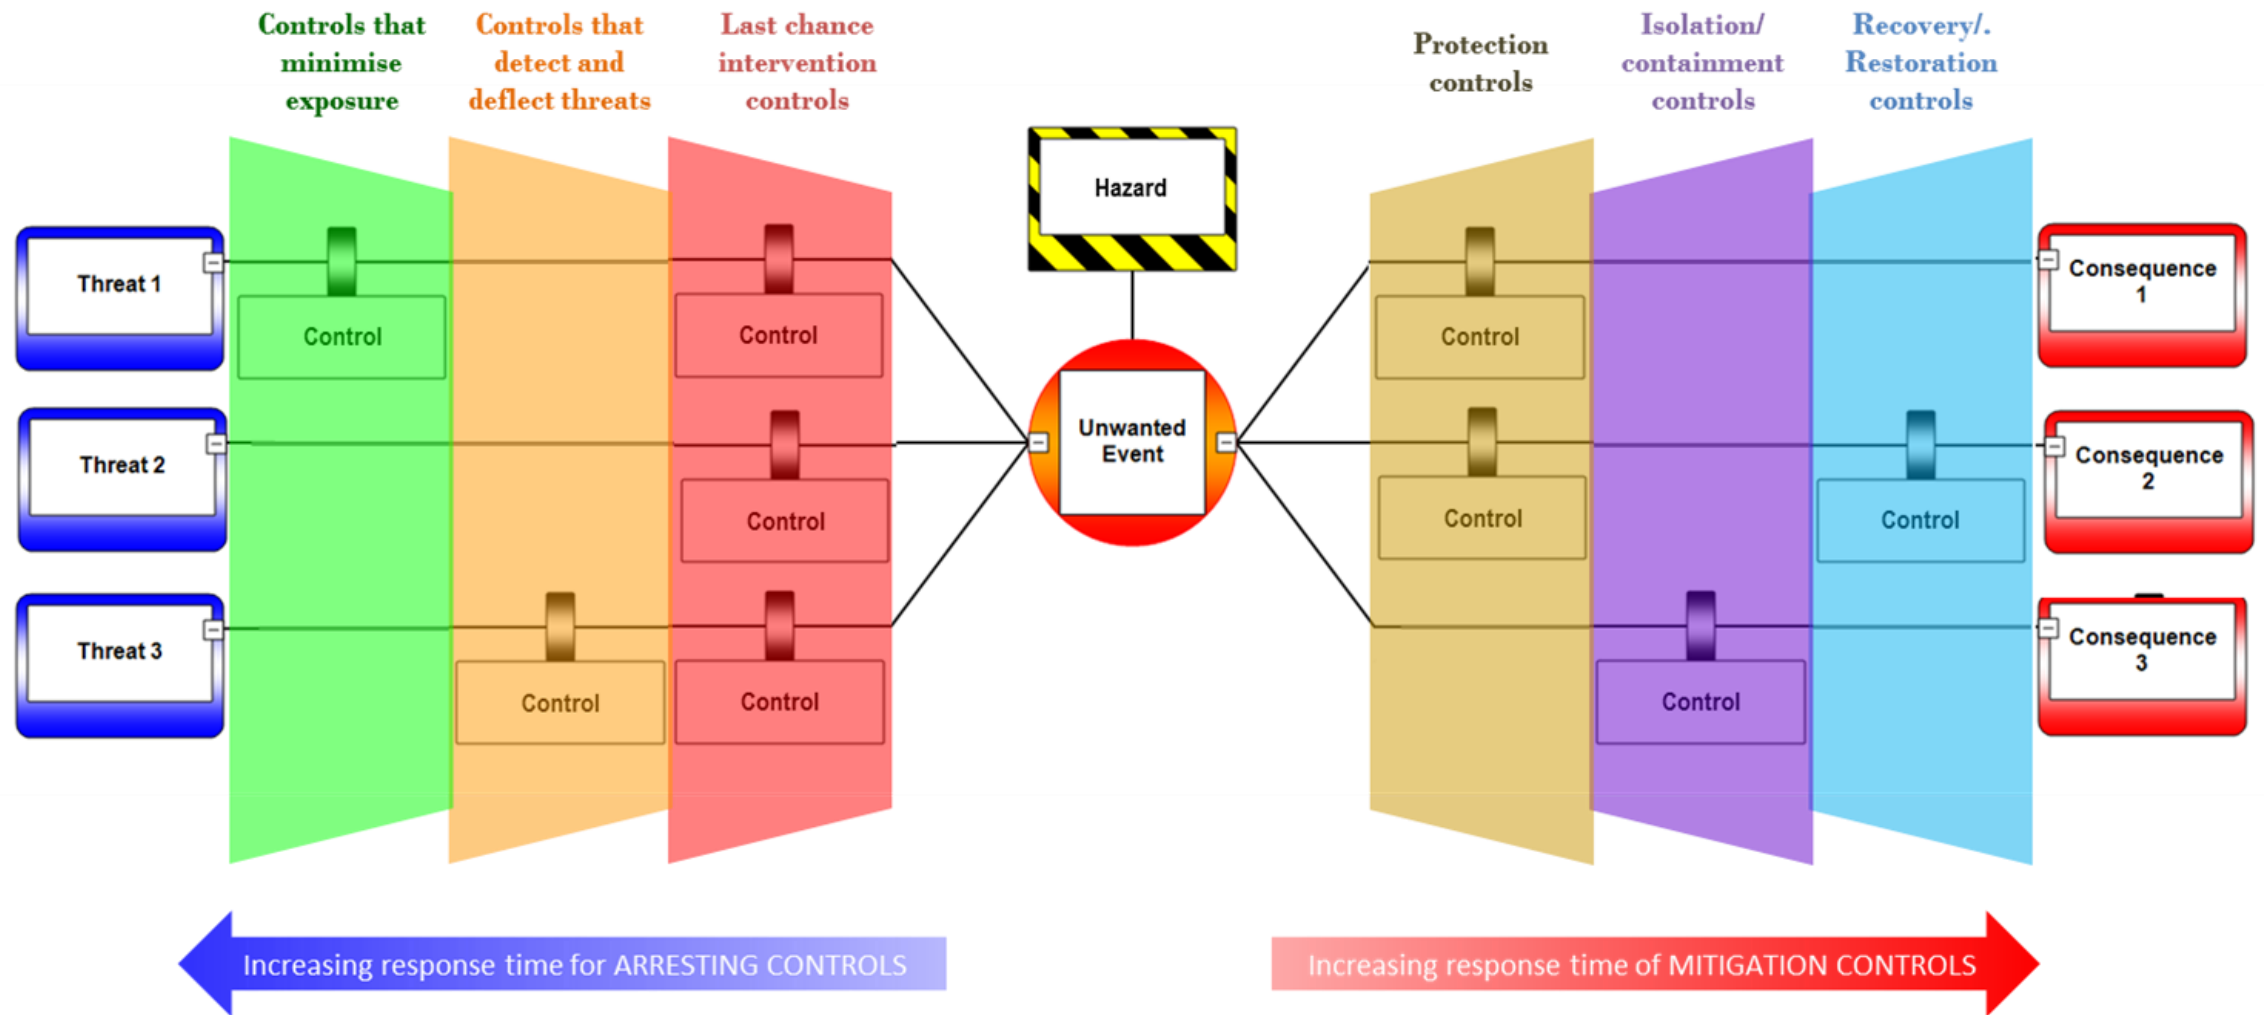 Controls that
minimise
exposure
Controls that
detect and
deflect threats
Last chance
intervention
controls
Protection
controls
Isolation/
containment
controls
Recovery/.
Restoration
controls
Hazard
Threat 1
Control
Control
Control
Consequence
1
Threat 2
Control
Unwanted
Event
Control
Control
Consequence
2
Threat 3
Control
Control
Control
Consequence
3
Increasing response time for ARRESTING CONTROLS
Increasing response time of MITIGATION CONTROLS